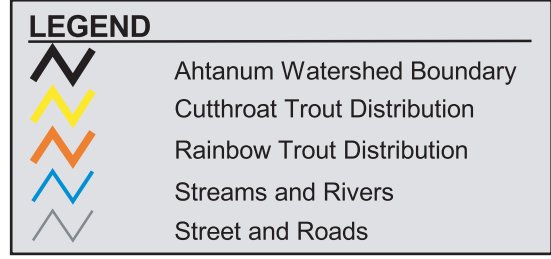 LEGEND
Ahtanum Watershed Boundary
Cutthroat Trout Distribution
Rainbow Trout Distribution
Streams and Rivers
Street and Roads